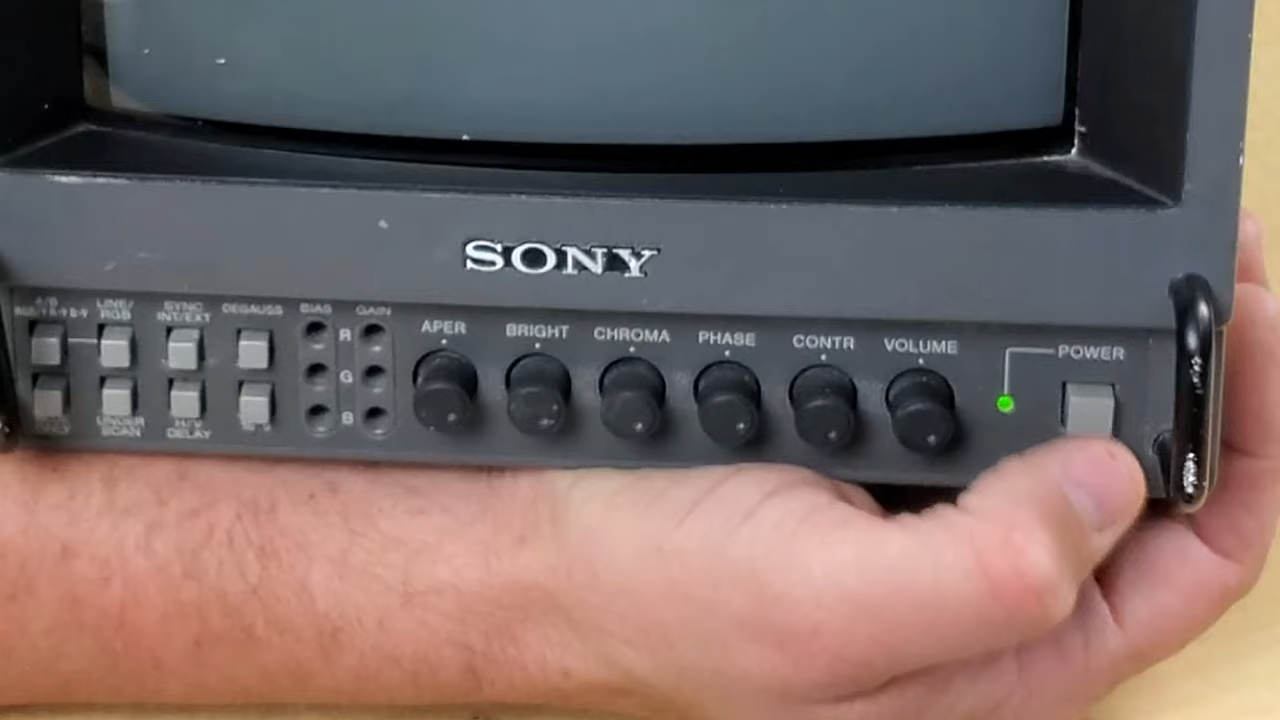 SONY
A/B
LINE/
RGB
SYNC
INT/EXT
DEGAUSS
BIAS
GAIN
R
G
B
UNDER
SCAN
H/V
DELAY
APER
BRIGHT
CHROMA
PHASE
CONTR
VOLUME
POWER